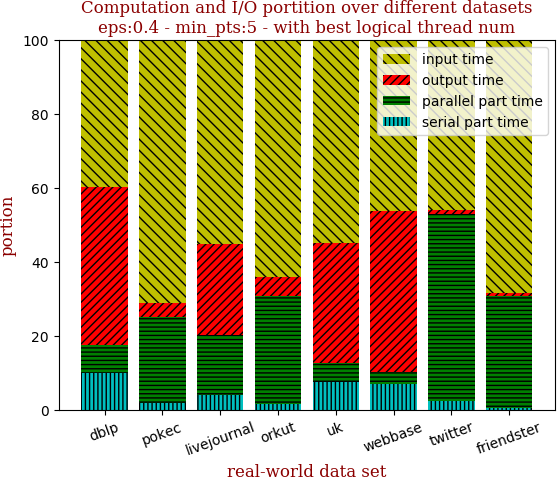 Computation and I/O portition over different datasets
eps:0.4 - min_pts:5 - with best logical thread num
100
80
60
40
20
0
portion
input time
output time
parallel part time
serial part time
dblp
pokec
livejournal
orkut
uk
webbase
twitter
friendster
real-world data set